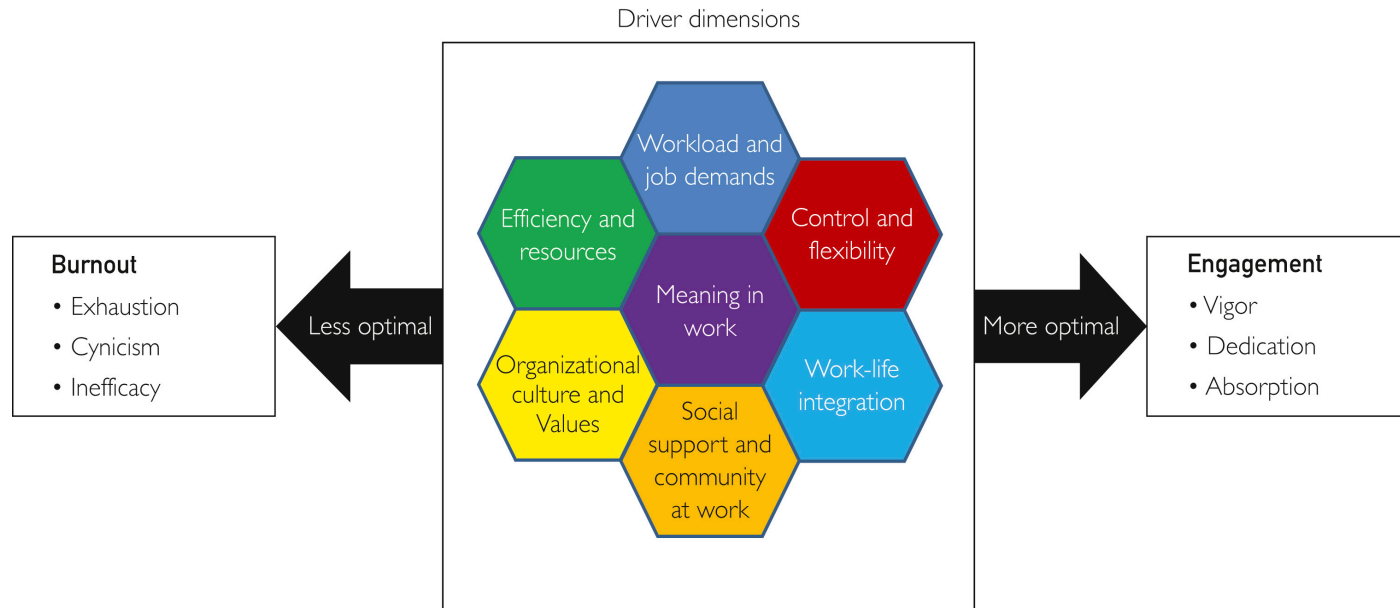 Driver dimensions
Workload and
job demands
Efficiency and
resources
Control and
flexibility
Meaning in
work
Organizational
culture and
Values
Work-life
integration
Social
support and
community
at work
Burnout
• Exhaustion
• Cynicism
• Inefficacy
Less optimal
More optimal
Engagement
• Vigor
• Dedication
• Absorption